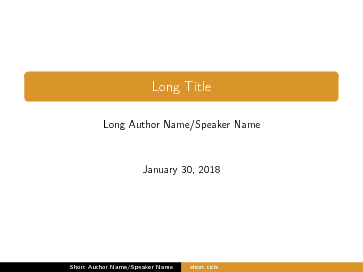 Long Title
Long Author Name/Speaker Name
January 30, 2018
Short Author Name/Speaker Name
short title